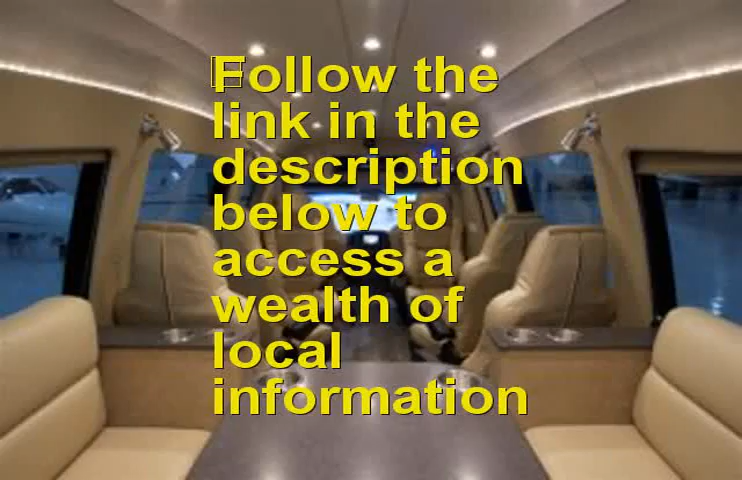 Follow the
link in the
description
below to
access a
wealth of
local
information